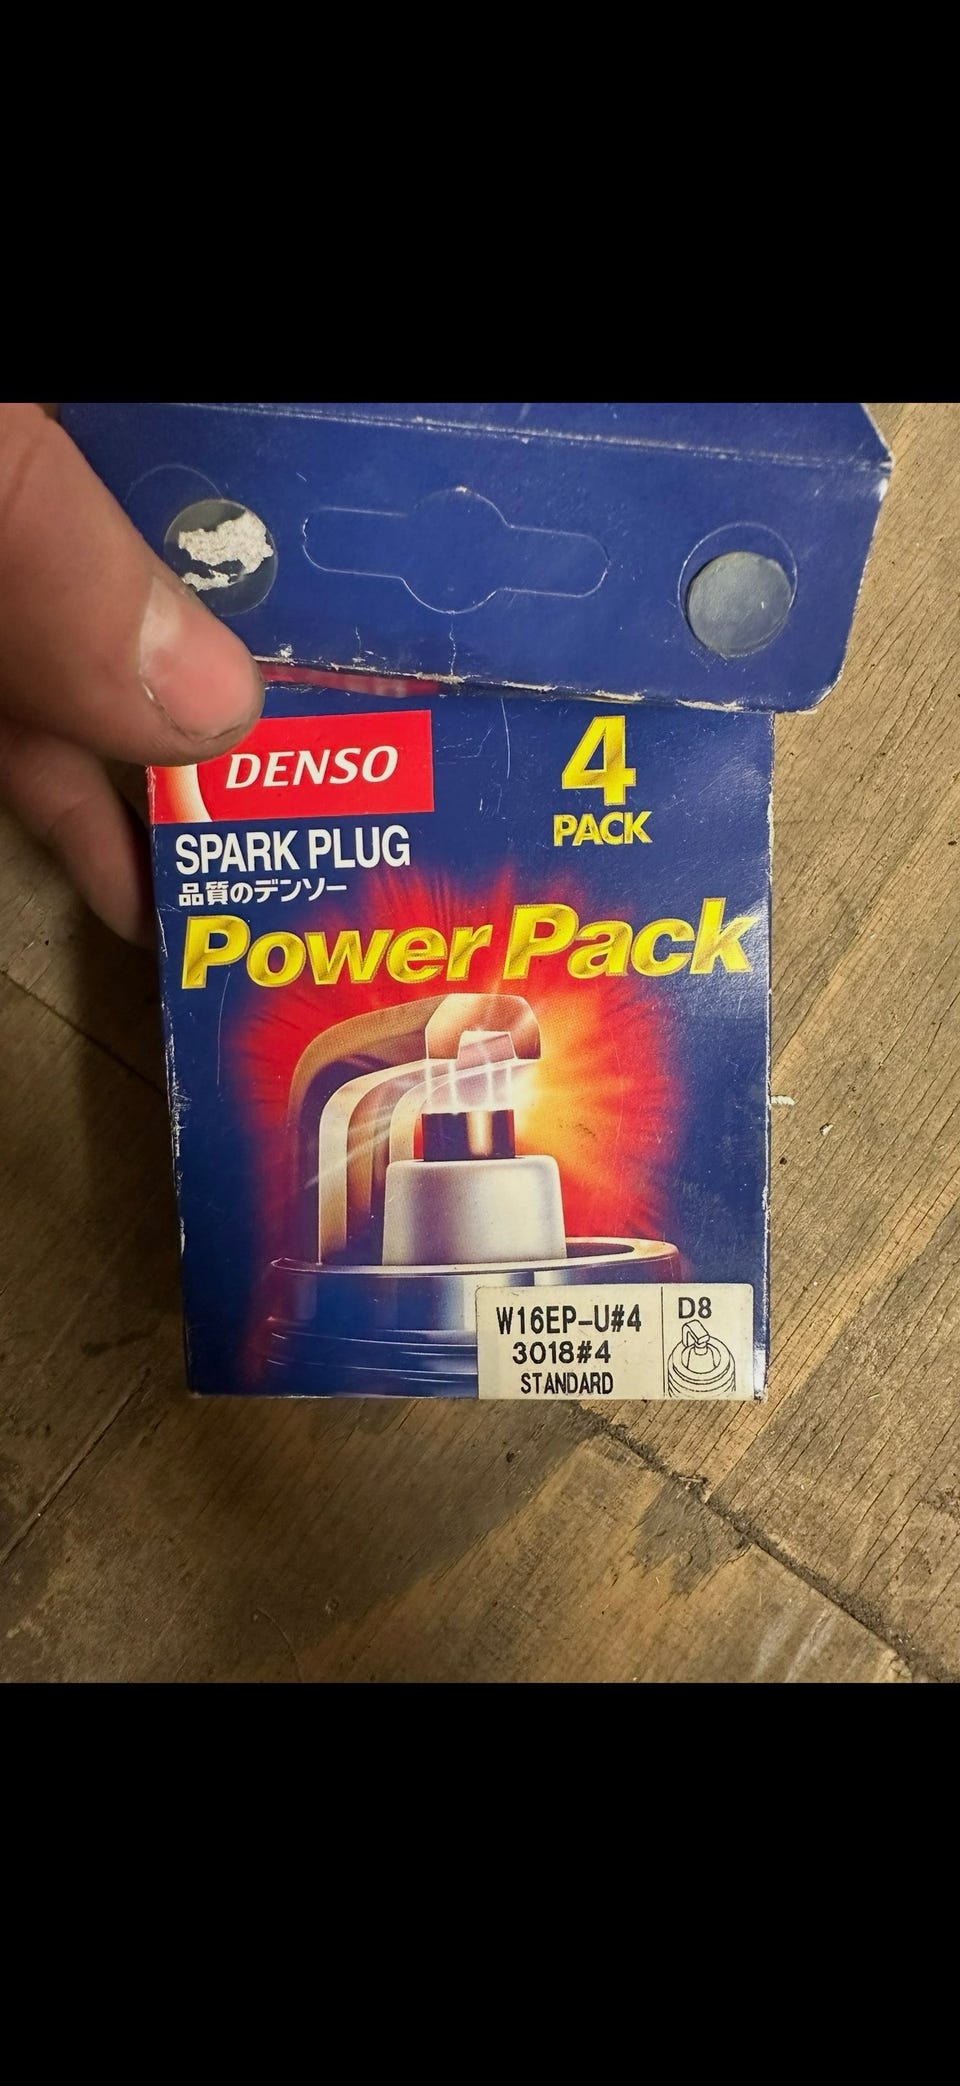 DENSO
4
PACK
SPARK PLUG
品質のデンソー
Power Pack
W16EP-U#4
3018#4
STANDARD
D8